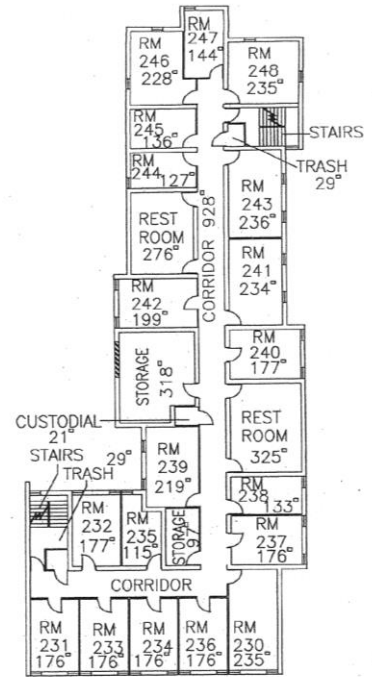 RM
247
144□
RM
246
228□
RM
248
235□
RM
245
136□
STAIRS
TRASH
29□
244
127□
RM
243
236□
REST
ROOM
276□
CORRIDOR 928□
RM
241
234□
RM
242
199□
RM
240
177□
STORAGE
318□
REST
ROOM
325□
CUSTODIAL
21□
STAIRS
29□
TRASH
RM
239
219□
RM
238
133□
RM
232
177□
RM
235
115□
STORAGE
97□
RM
237
176□
CORRIDOR
RM
231
176□
RM
233
176□
RM
234
176□
RM
236
176□
RM
230
235□